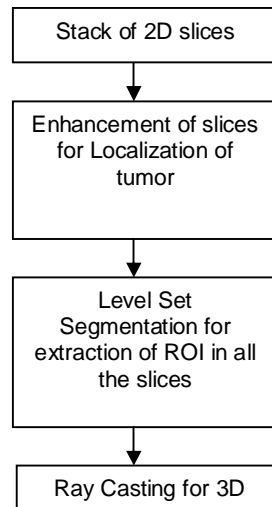 Stack of 2D slices
Enhancement of slices
for Localization of
tumor
Level Set
Segmentation for
extraction of ROI in all
the slices
Ray Casting for 3D